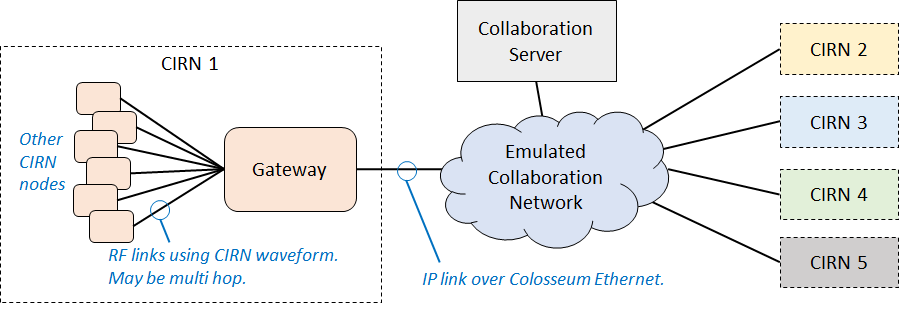 CIRN 1
Other
CIRN
nodes
Gateway
RF links using CIRN waveform.
May be multi hop.
Collaboration
Server
Emulated
Collaboration
Network
IP link over Colosseum Ethernet.
CIRN 2
CIRN 3
CIRN 4
CIRN 5